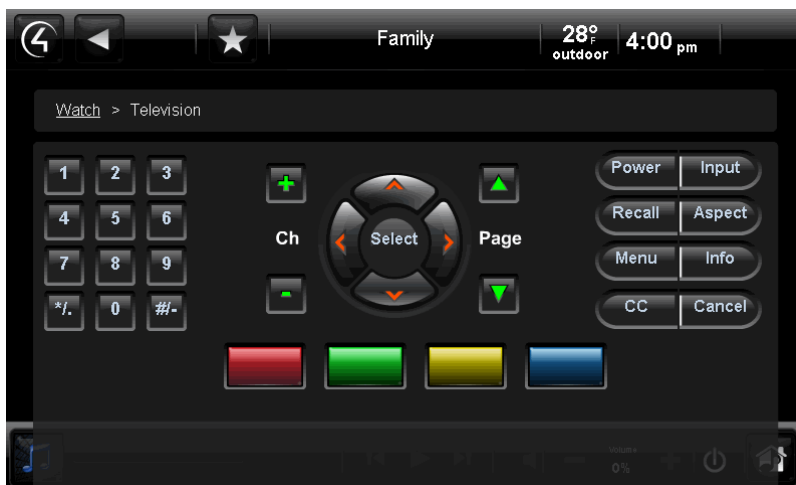 4 Family 28°F outdoor 4:00 pm
Watch > Television
1 2 3
4 5 6
7 8 9
*/. 0 #/-
+
Ch
-
Select
Page
Power Input
Recall Aspect
Menu Info
CC Cancel
Volume
0%